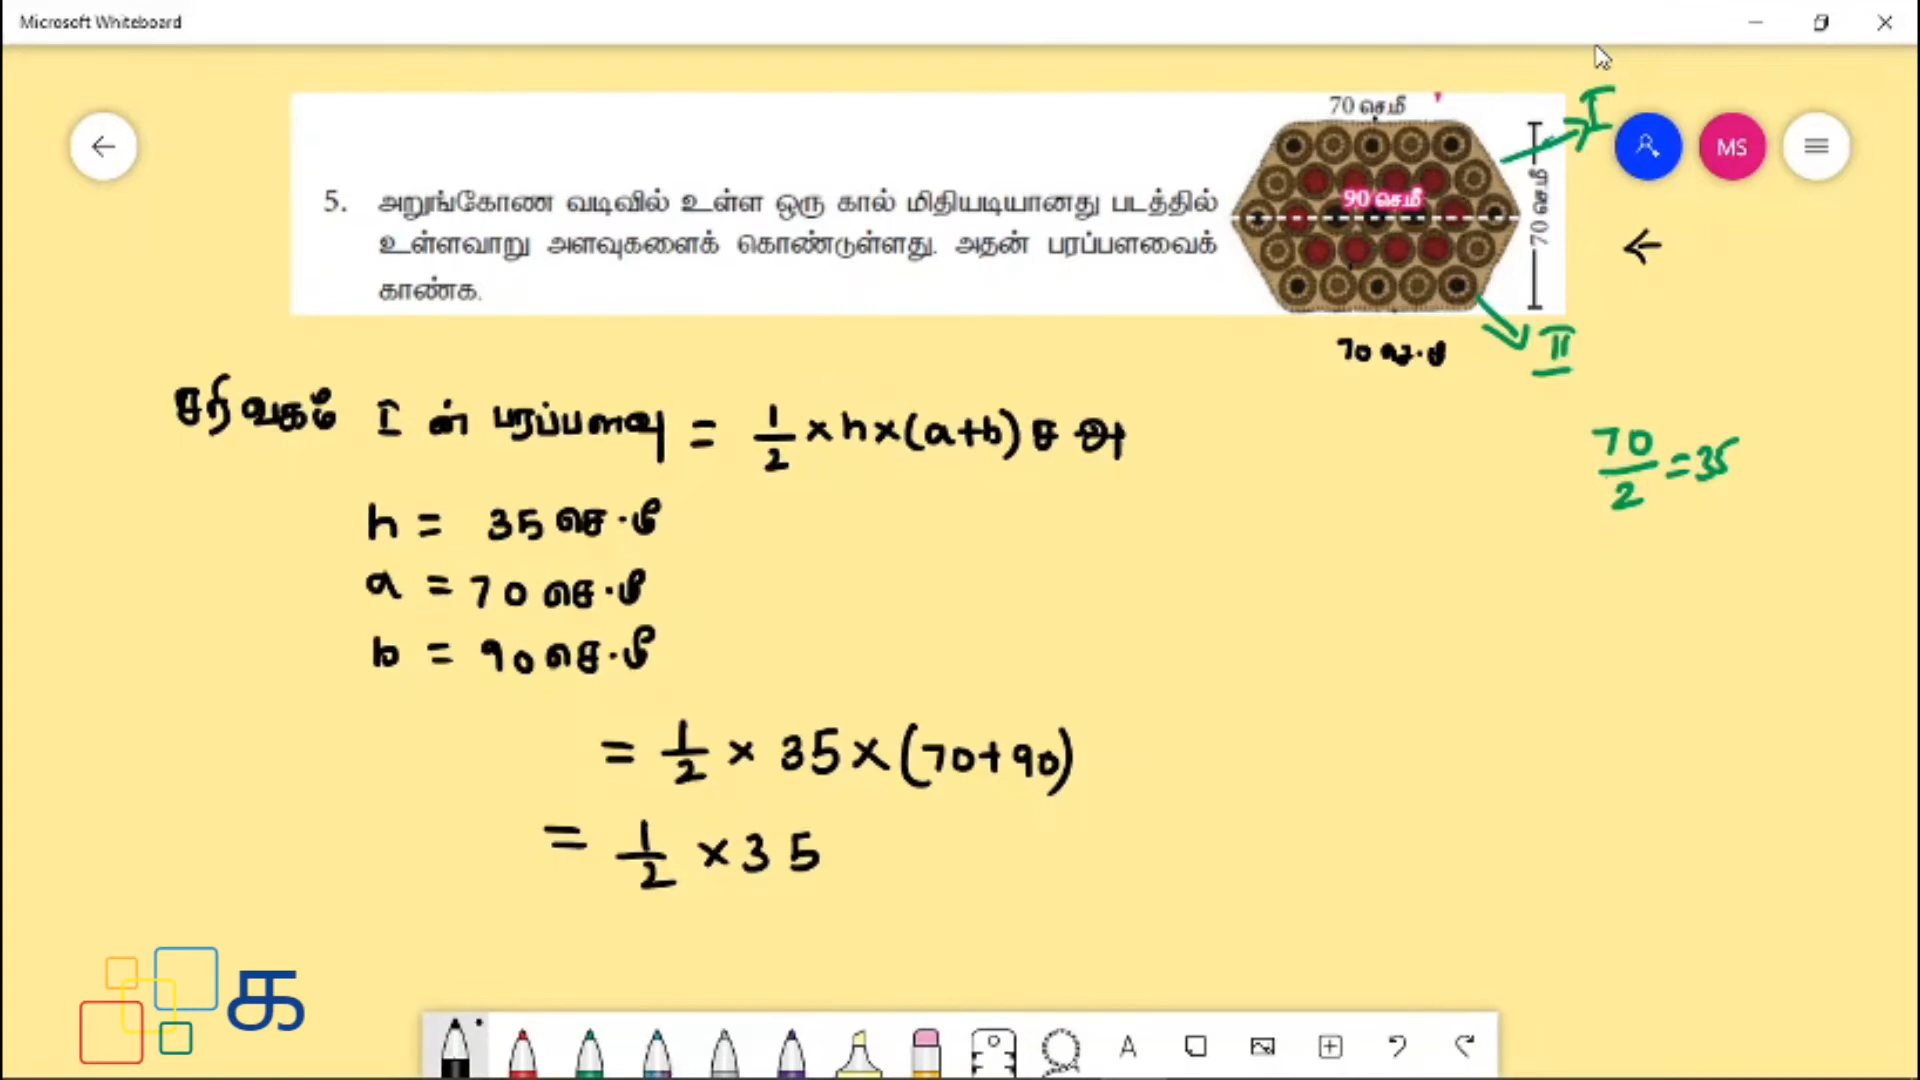 Microsoft Whiteboard
70 செமீ
I
MS
5. அறுங்கோண வடிவில் உள்ள ஒரு கால் மிதியடியானது படத்தில்
உள்ளவாறு அளவுகளைக் கொண்டுள்ளது. அதன் பரப்பளவைக்
காண்க.
90 செமீ
70 செமீ
70 செ.மீ
II
சரிவகம் I ன் பரப்பளவு = 1/2 × h × (a+b) ச அ
70/2 = 35
h = 35 செ.மீ
a = 70 செ.மீ
b = 90 செ.மீ
= 1/2 × 35 × (70+90)
= 1/2 × 35
க
A